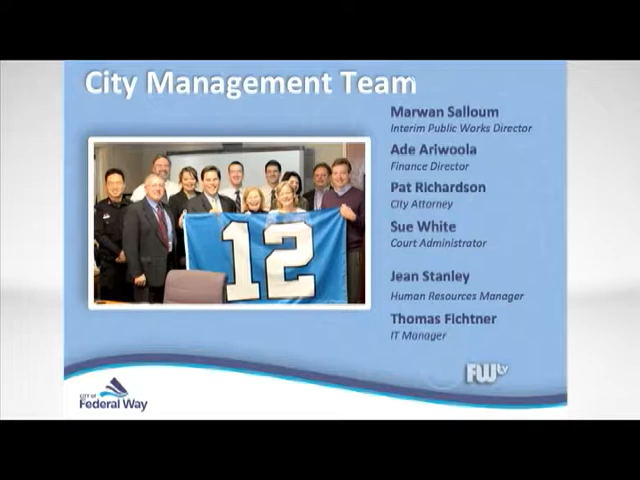 City Management Team
Marwan Salloum
Interim Public Works Director
Ade Ariwoola
Finance Director
Pat Richardson
City Attorney
Sue White
Court Administrator
Jean Stanley
Human Resources Manager
Thomas Fichtner
IT Manager
12
FWtv
CITY OF
Federal Way